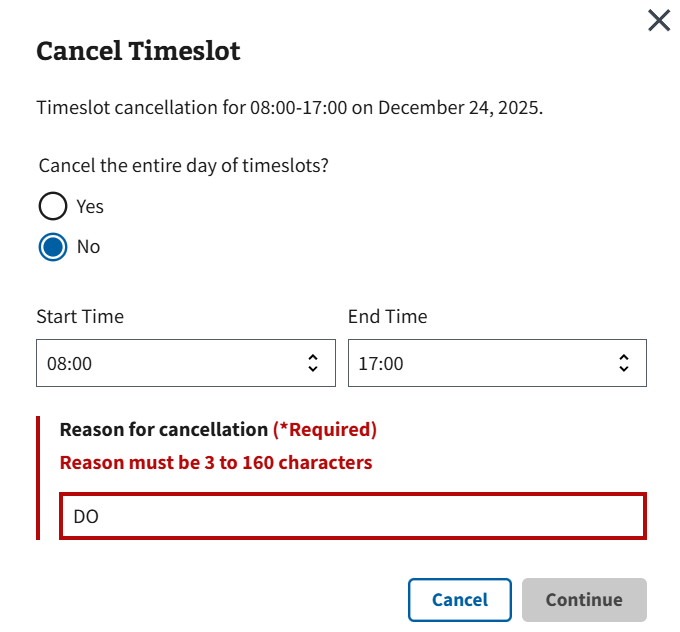 Cancel Timeslot
Timeslot cancellation for 08:00-17:00 on December 24, 2025.
Cancel the entire day of timeslots?
Yes
No
Start Time End Time
08:00 17:00
Reason for cancellation (*Required)
Reason must be 3 to 160 characters
DO
Cancel Continue